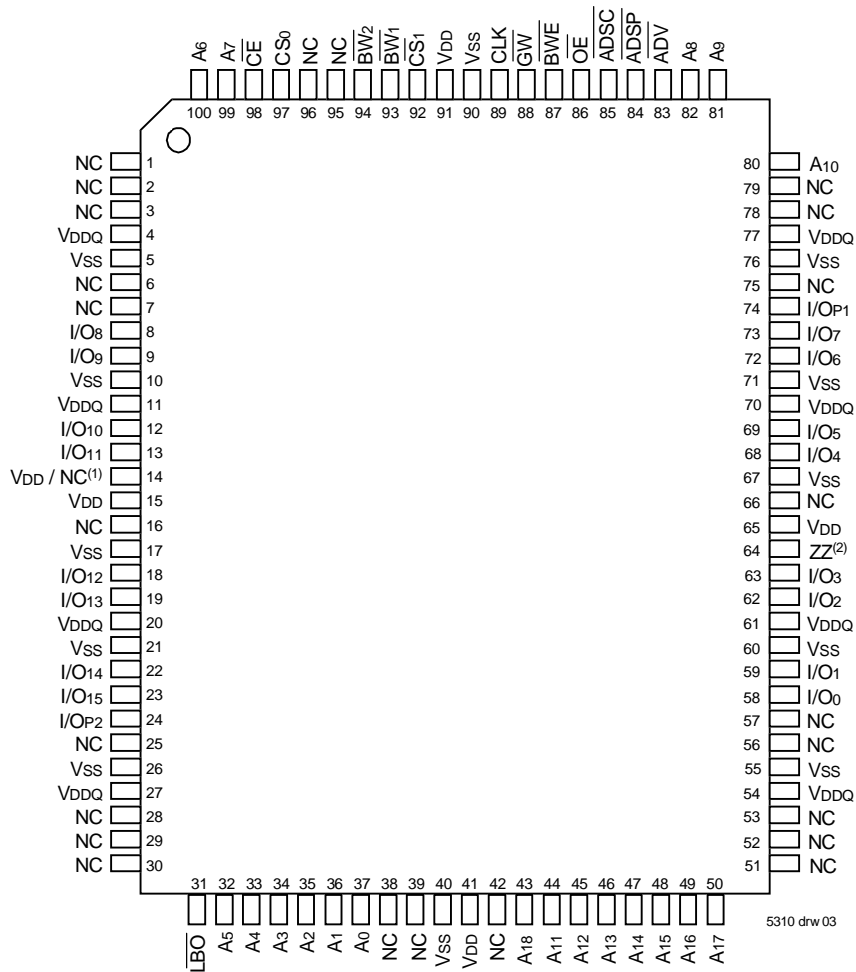 A6 A7 CE CS0 NC NC BW2 BW1 CS1 VDD VSS CLK GW BWE OE ADSC ADSP ADV A8 A9
100 99 98 97 96 95 94 93 92 91 90 89 88 87 86 85 84 83 82 81
NC 1 80 A10
NC 2 79 NC
NC 3 78 NC
VDDQ 4 77 VDDQ
VSS 5 76 VSS
NC 6 75 NC
NC 7 74 I/OP1
I/O8 8 73 I/O7
I/O9 9 72 I/O6
VSS 10 71 VSS
VDDQ 11 70 VDDQ
I/O10 12 69 I/O5
I/O11 13 68 I/O4
VDD / NC(1) 14 67 VSS
VDD 15 66 NC
NC 16 65 VDD
VSS 17 64 ZZ(2)
I/O12 18 63 I/O3
I/O13 19 62 I/O2
VDDQ 20 61 VDDQ
VSS 21 60 VSS
I/O14 22 59 I/O1
I/O15 23 58 I/O0
I/OP2 24 57 NC
NC 25 56 NC
VSS 26 55 VSS
VDDQ 27 54 VDDQ
NC 28 53 NC
NC 29 52 NC
NC 30 51 NC
31 32 33 34 35 36 37 38 39 40 41 42 43 44 45 46 47 48 49 50
LBO A5 A4 A3 A2 A1 A0 NC NC VSS VDD NC A18 A11 A12 A13 A14 A15 A16 A17
5310 drw 03